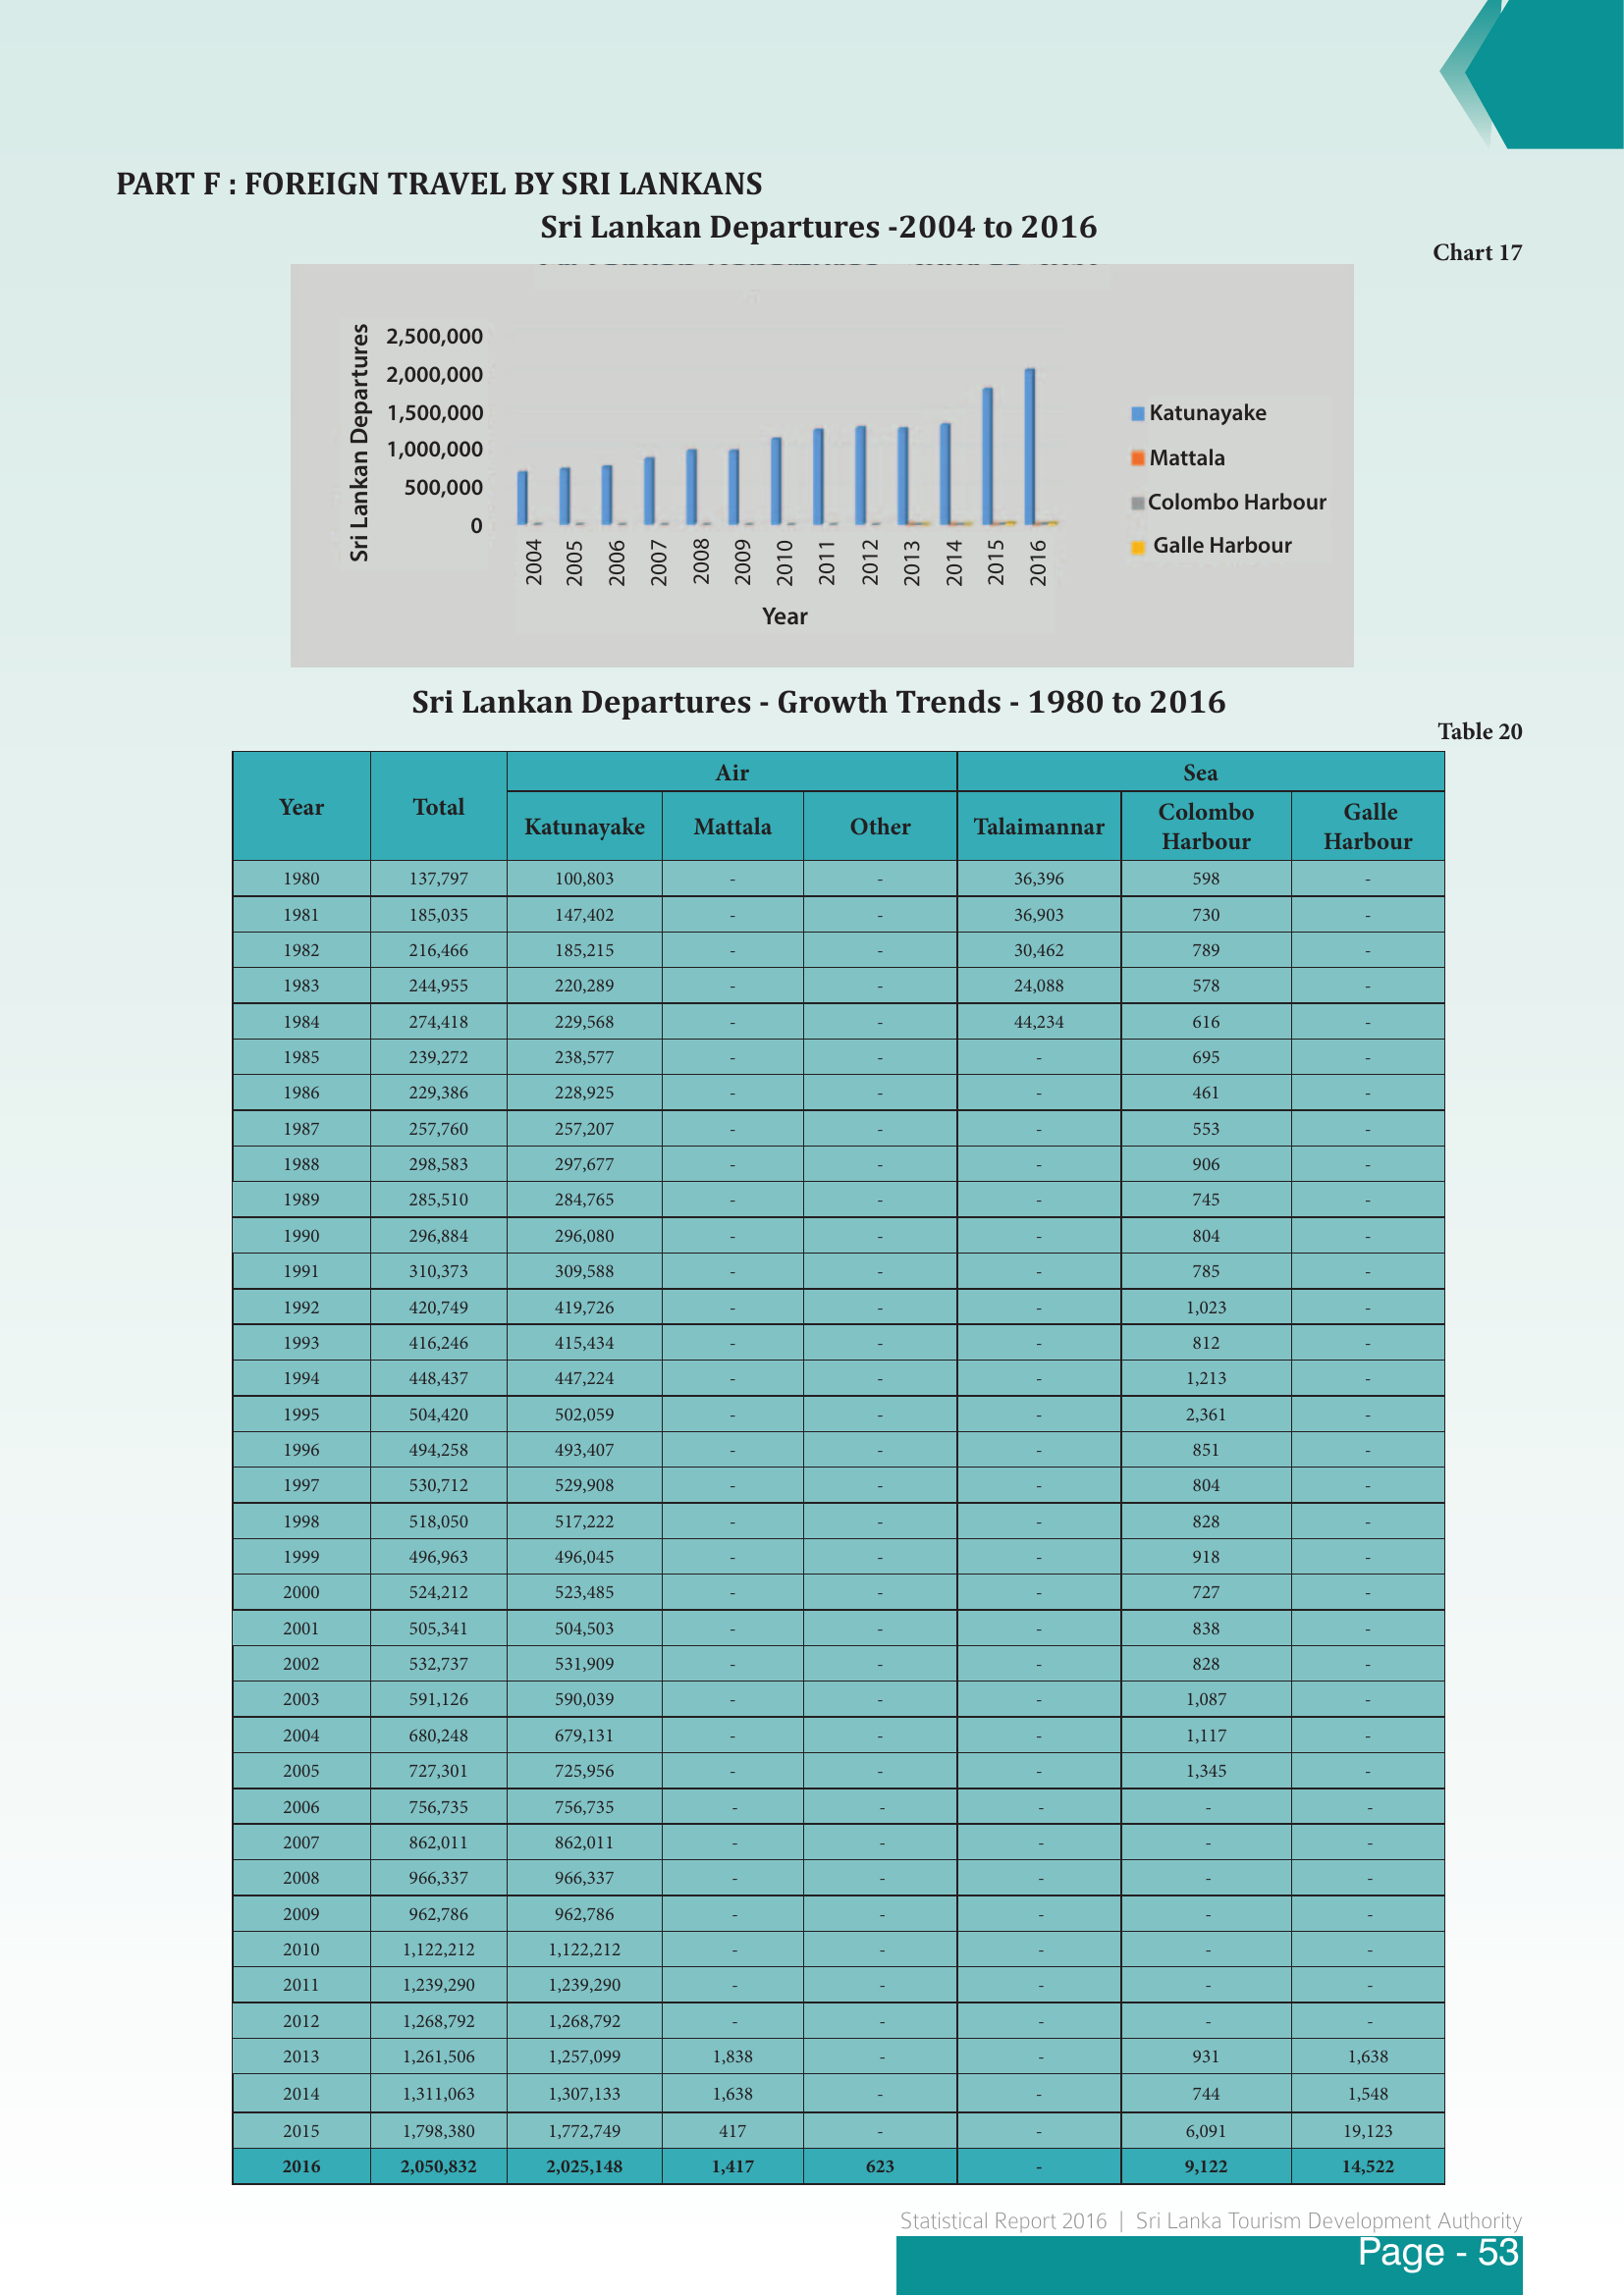 PART F : FOREIGN TRAVEL BY SRI LANKANS
Sri Lankan Departures -2004 to 2016
Chart 17
Sri Lankan Departures
2,500,000
2,000,000
1,500,000
1,000,000
500,000
0
2004 2005 2006 2007 2008 2009 2010 2011 2012 2013 2014 2015 2016
Year
Katunayake
Mattala
Colombo Harbour
Galle Harbour
Sri Lankan Departures - Growth Trends - 1980 to 2016
Table 20
Year Total Air Sea
Katunayake Mattala Other Talaimannar Colombo Harbour Galle Harbour
1980 137,797 100,803 - - 36,396 598 -
1981 185,035 147,402 - - 36,903 730 -
1982 216,466 185,215 - - 30,462 789 -
1983 244,955 220,289 - - 24,088 578 -
1984 274,418 229,568 - - 44,234 616 -
1985 239,272 238,577 - - - 695 -
1986 229,386 228,925 - - - 461 -
1987 257,760 257,207 - - - 553 -
1988 298,583 297,677 - - - 906 -
1989 285,510 284,765 - - - 745 -
1990 296,884 296,080 - - - 804 -
1991 310,373 309,588 - - - 785 -
1992 420,749 419,726 - - - 1,023 -
1993 416,246 415,434 - - - 812 -
1994 448,437 447,224 - - - 1,213 -
1995 504,420 502,059 - - - 2,361 -
1996 494,258 493,407 - - - 851 -
1997 530,712 529,908 - - - 804 -
1998 518,050 517,222 - - - 828 -
1999 496,963 496,045 - - - 918 -
2000 524,212 523,485 - - - 727 -
2001 505,341 504,503 - - - 838 -
2002 532,737 531,909 - - - 828 -
2003 591,126 590,039 - - - 1,087 -
2004 680,248 679,131 - - - 1,117 -
2005 727,301 725,956 - - - 1,345 -
2006 756,735 756,735 - - - - -
2007 862,011 862,011 - - - - -
2008 966,337 966,337 - - - - -
2009 962,786 962,786 - - - - -
2010 1,122,212 1,122,212 - - - - -
2011 1,239,290 1,239,290 - - - - -
2012 1,268,792 1,268,792 - - - - -
2013 1,261,506 1,257,099 1,838 - - 931 1,638
2014 1,311,063 1,307,133 1,638 - - 744 1,548
2015 1,798,380 1,772,749 417 - - 6,091 19,123
2016 2,050,832 2,025,148 1,417 623 - 9,122 14,522
Statistical Report 2016 | Sri Lanka Tourism Development Authority
Page - 53